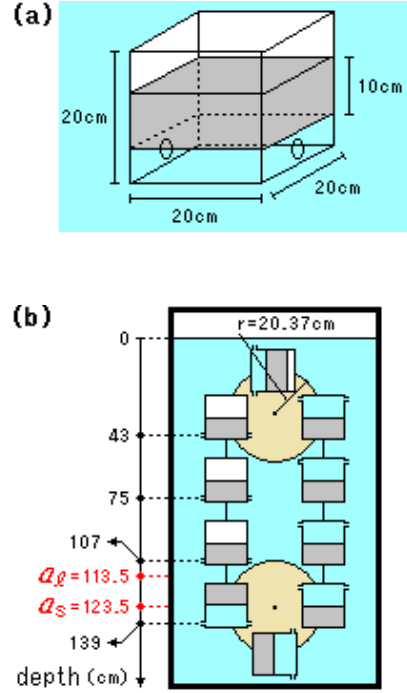 (a)
20cm
10cm
20cm
20cm
(b)
r=20.37cm
0
43
75
107
aℓ=113.5
as=123.5
139
depth(cm)